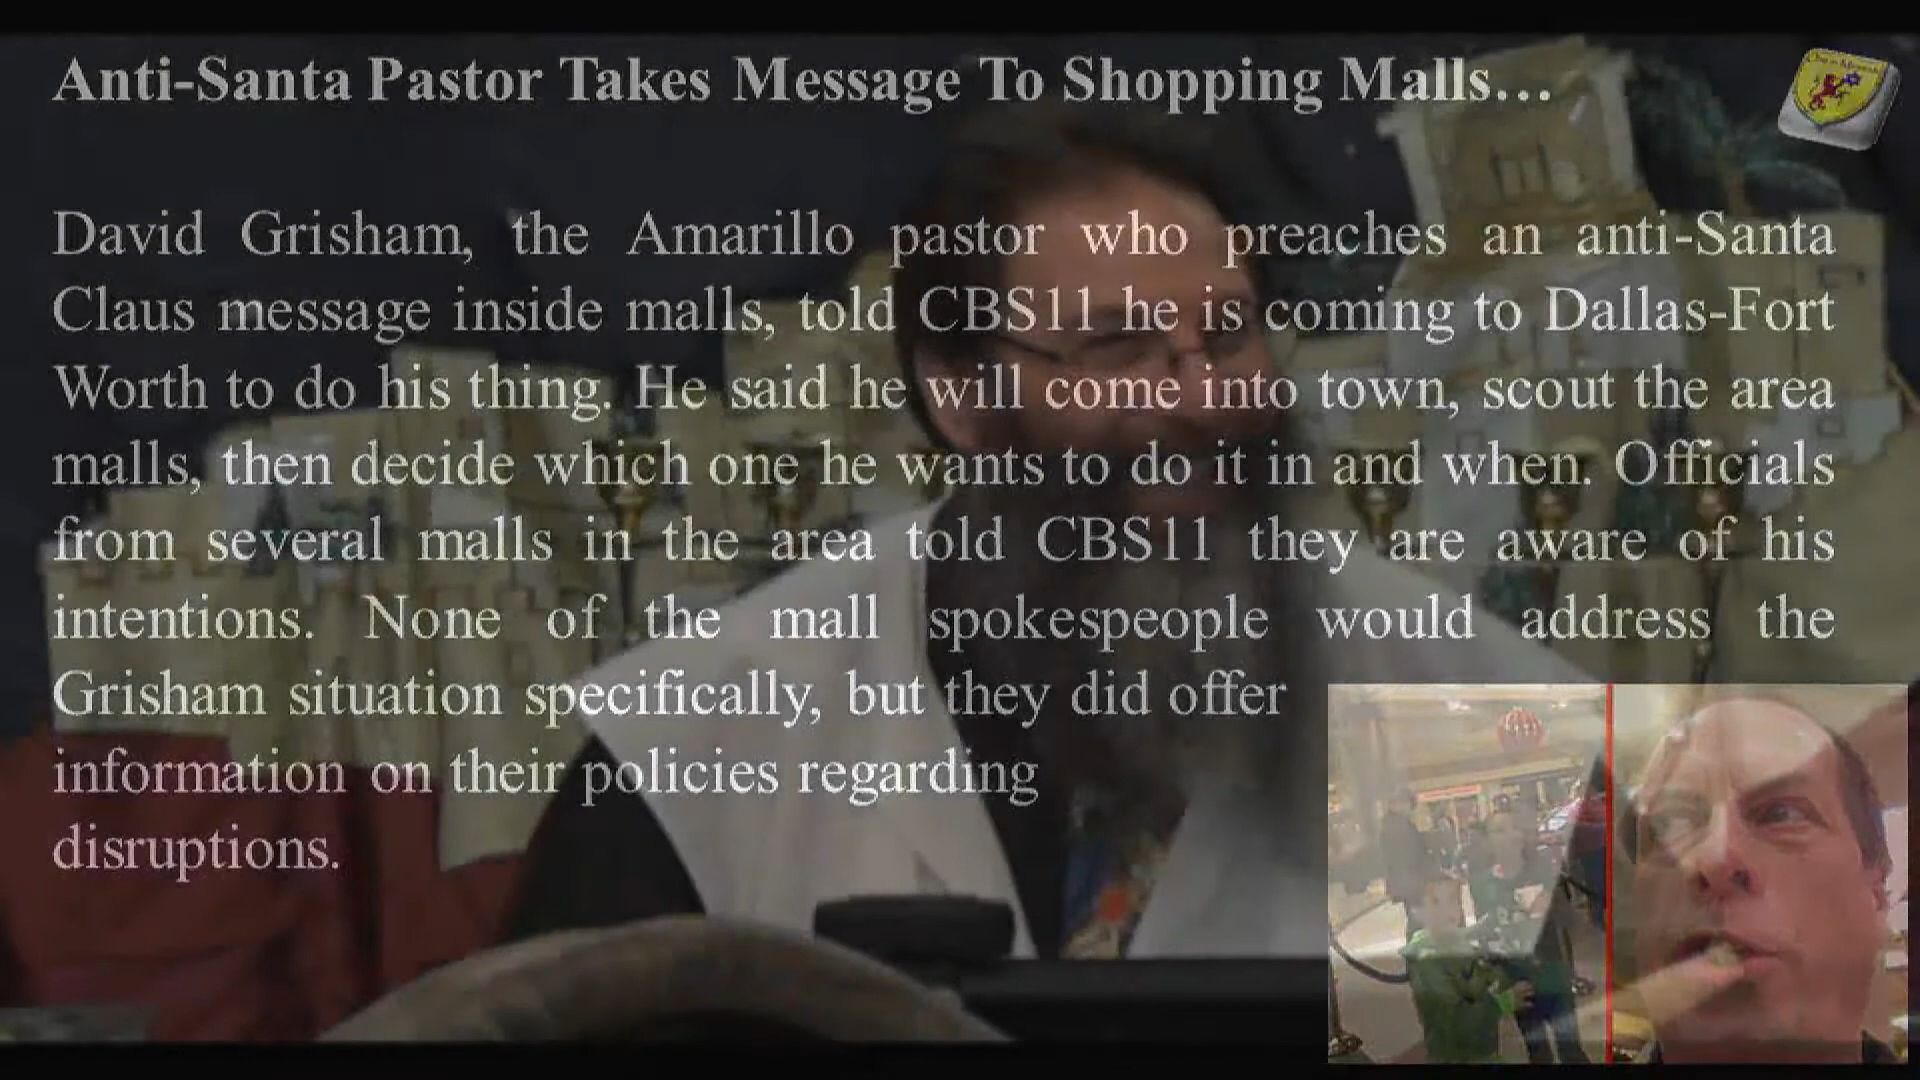 Anti-Santa Pastor Takes Message To Shopping Malls…
David Grisham, the Amarillo pastor who preaches an anti-Santa
Claus message inside malls, told CBS11 he is coming to Dallas-Fort
Worth to do his thing. He said he will come into town, scout the area
malls, then decide which one he wants to do it in and when. Officials
from several malls in the area told CBS11 they are aware of his
intentions. None of the mall spokespeople would address the
Grisham situation specifically, but they did offer
information on their policies regarding
disruptions.